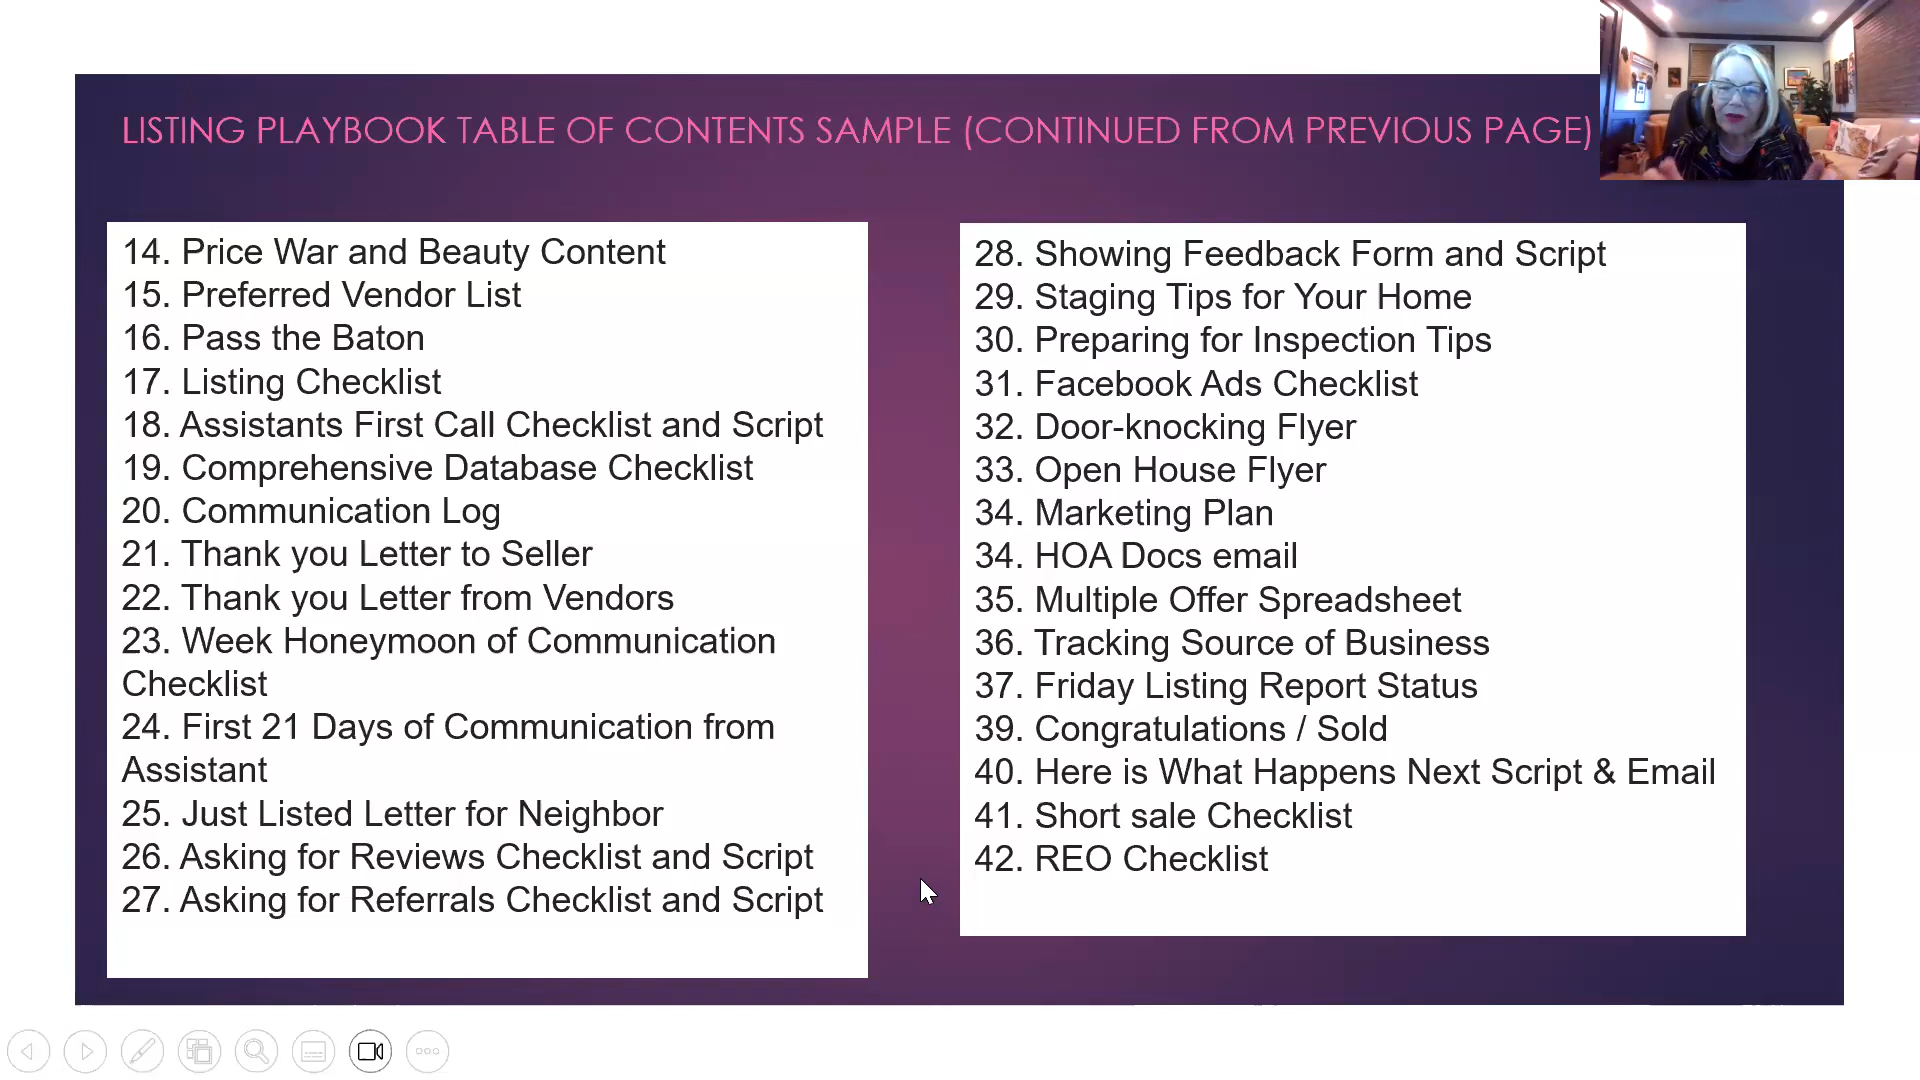 LISTING PLAYBOOK TABLE OF CONTENTS SAMPLE (CONTINUED FROM PREVIOUS PAGE)
14. Price War and Beauty Content
15. Preferred Vendor List
16. Pass the Baton
17. Listing Checklist
18. Assistants First Call Checklist and Script
19. Comprehensive Database Checklist
20. Communication Log
21. Thank you Letter to Seller
22. Thank you Letter from Vendors
23. Week Honeymoon of Communication
Checklist
24. First 21 Days of Communication from
Assistant
25. Just Listed Letter for Neighbor
26. Asking for Reviews Checklist and Script
27. Asking for Referrals Checklist and Script
28. Showing Feedback Form and Script
29. Staging Tips for Your Home
30. Preparing for Inspection Tips
31. Facebook Ads Checklist
32. Door-knocking Flyer
33. Open House Flyer
34. Marketing Plan
34. HOA Docs email
35. Multiple Offer Spreadsheet
36. Tracking Source of Business
37. Friday Listing Report Status
39. Congratulations / Sold
40. Here is What Happens Next Script & Email
41. Short sale Checklist
42. REO Checklist